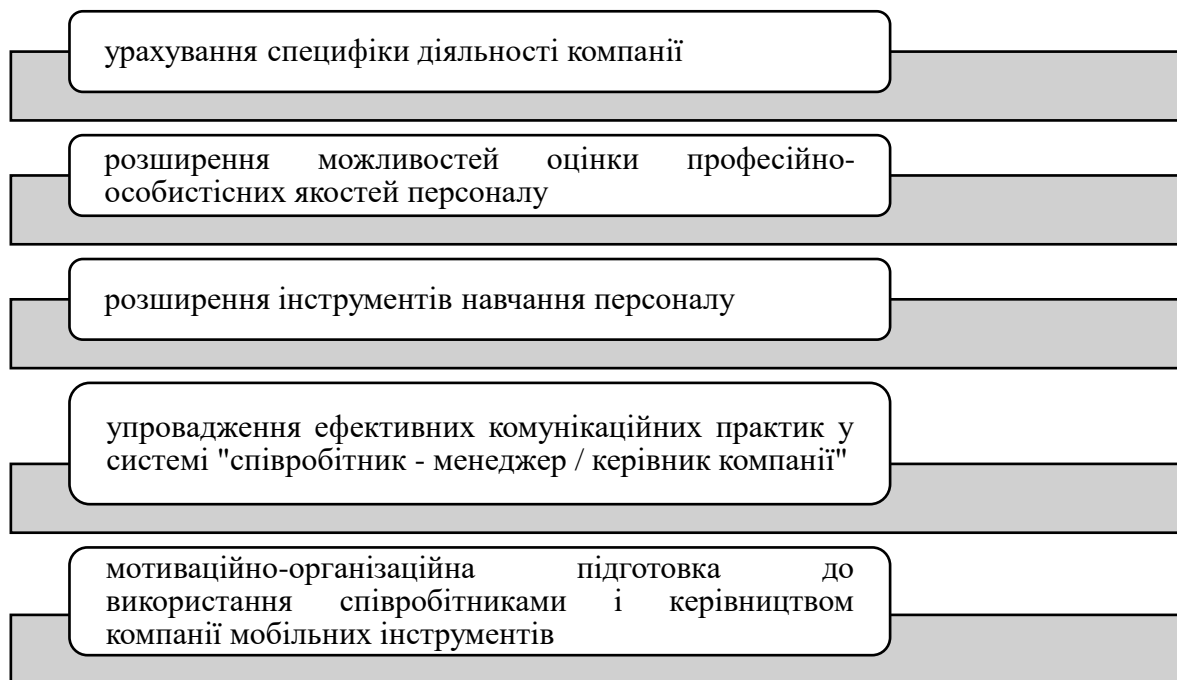 урахування специфіки діяльності компанії
розширення можливостей оцінки професійно-
особистісних якостей персоналу
розширення інструментів навчання персоналу
упровадження ефективних комунікаційних практик у
системі "співробітник - менеджер / керівник компанії"
мотиваційно-організаційна підготовка до
використання співробітниками і керівництвом
компанії мобільних інструментів